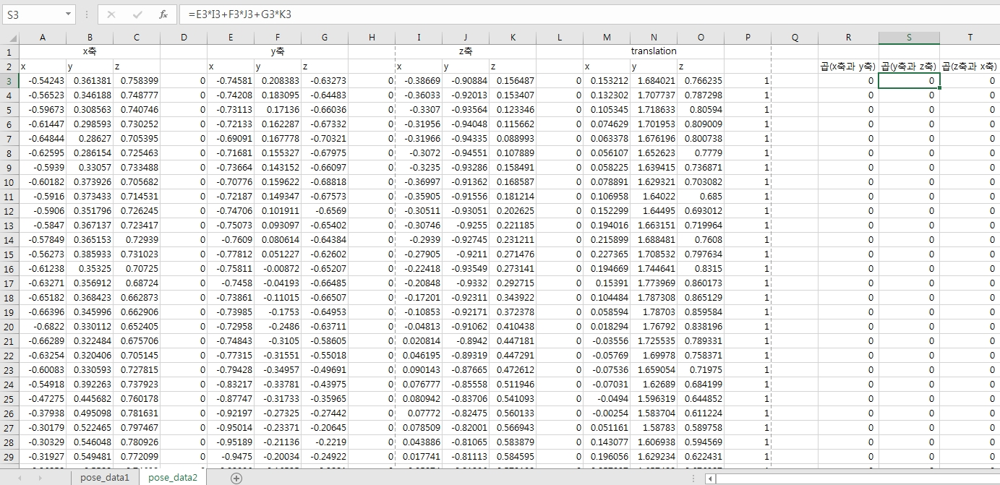 S3 fx =E3*I3+F3*J3+G3*K3
A B C D E F G H I J K L M N O P Q R S T
1 x축 y축 z축 translation
2 x y z x y z x y z x y z 곱(x축과 y축) 곱(y축과 z축) 곱(z축과 x축)
3 -0.54243 0.361381 0.758399 0 -0.74581 0.208383 -0.63273 0 -0.38669 -0.90884 0.156487 0 0.153212 1.684021 0.766235 1 0 0 0
4 -0.56523 0.346188 0.748777 0 -0.74208 0.183095 -0.64483 0 -0.36033 -0.92013 0.153407 0 0.132302 1.707737 0.787298 1 0 0 0
5 -0.59673 0.308563 0.740746 0 -0.73113 0.17136 -0.66036 0 -0.3307 -0.93564 0.123346 0 0.105345 1.718633 0.80594 1 0 0 0
6 -0.61447 0.298593 0.730252 0 -0.72133 0.162287 -0.67332 0 -0.31956 -0.94048 0.115662 0 0.074629 1.701953 0.809009 1 0 0 0
7 -0.64844 0.28627 0.705395 0 -0.69091 0.167778 -0.70321 0 -0.31966 -0.94335 0.088993 0 0.063378 1.676196 0.800738 1 0 0 0
8 -0.62595 0.286154 0.725463 0 -0.71681 0.155327 -0.67975 0 -0.3072 -0.94551 0.107889 0 0.056107 1.652623 0.7779 1 0 0 0
9 -0.5939 0.33057 0.733488 0 -0.73664 0.143152 -0.66097 0 -0.3235 -0.93286 0.158491 0 0.058225 1.639415 0.736871 1 0 0 0
10 -0.60182 0.373926 0.705682 0 -0.70776 0.159622 -0.68818 0 -0.36997 -0.91362 0.168587 0 0.078891 1.629321 0.703082 1 0 0 0
11 -0.5916 0.373433 0.714531 0 -0.72187 0.149347 -0.67573 0 -0.35905 -0.91556 0.181214 0 0.106958 1.64022 0.685 1 0 0 0
12 -0.5906 0.351796 0.726245 0 -0.74706 0.101911 -0.6569 0 -0.30511 -0.93051 0.202625 0 0.152299 1.64495 0.693012 1 0 0 0
13 -0.5847 0.367137 0.723417 0 -0.75073 0.093097 -0.65402 0 -0.30746 -0.9255 0.221185 0 0.194016 1.663151 0.719964 1 0 0 0
14 -0.57849 0.365153 0.72939 0 -0.7609 0.080614 -0.64384 0 -0.2939 -0.92745 0.231211 0 0.215899 1.688481 0.7608 1 0 0 0
15 -0.56273 0.385933 0.731023 0 -0.77812 0.051227 -0.62602 0 -0.27905 -0.9211 0.271476 0 0.227365 1.708532 0.797634 1 0 0 0
16 -0.61238 0.35325 0.70725 0 -0.75811 -0.00872 -0.65207 0 -0.22418 -0.93549 0.273141 0 0.194669 1.744641 0.8315 1 0 0 0
17 -0.63271 0.356912 0.68724 0 -0.7458 -0.04193 -0.66485 0 -0.20848 -0.9332 0.292715 0 0.15391 1.773969 0.860173 1 0 0 0
18 -0.65182 0.368423 0.662873 0 -0.73861 -0.11015 -0.66507 0 -0.17201 -0.92311 0.343922 0 0.104484 1.787308 0.865129 1 0 0 0
19 -0.66396 0.345996 0.662906 0 -0.73985 -0.1753 -0.64953 0 -0.10853 -0.92171 0.372378 0 0.058594 1.78703 0.859584 1 0 0 0
20 -0.6822 0.330112 0.652405 0 -0.72958 -0.2486 -0.63711 0 -0.04813 -0.91062 0.410438 0 0.018294 1.76792 0.838196 1 0 0 0
21 -0.66289 0.322484 0.675706 0 -0.74843 -0.3105 -0.58605 0 0.020814 -0.8942 0.447181 0 -0.03556 1.725535 0.789331 1 0 0 0
22 -0.63254 0.320406 0.705145 0 -0.77315 -0.31551 -0.55018 0 0.046195 -0.89319 0.447291 0 -0.05769 1.69978 0.758371 1 0 0 0
23 -0.60083 0.330593 0.727815 0 -0.79428 -0.34957 -0.49691 0 0.090143 -0.87665 0.472612 0 -0.07536 1.659054 0.71975 1 0 0 0
24 -0.54918 0.392263 0.737923 0 -0.83217 -0.33781 -0.43975 0 0.076777 -0.85558 0.511946 0 -0.07031 1.62689 0.684199 1 0 0 0
25 -0.47275 0.445682 0.760178 0 -0.87747 -0.31733 -0.35965 0 0.080942 -0.83706 0.541093 0 -0.0494 1.596319 0.644852 1 0 0 0
26 -0.37938 0.495098 0.781631 0 -0.92197 -0.27325 -0.27442 0 0.07772 -0.82475 0.560133 0 -0.00254 1.583704 0.611224 1 0 0 0
27 -0.30179 0.522465 0.797467 0 -0.95014 -0.23371 -0.20645 0 0.078509 -0.82001 0.566943 0 0.051161 1.58783 0.589758 1 0 0 0
28 -0.30329 0.546048 0.780926 0 -0.95189 -0.21136 -0.2219 0 0.043886 -0.81065 0.583879 0 0.143077 1.606938 0.594569 1 0 0 0
29 -0.31927 0.549481 0.772099 0 -0.9475 -0.20034 -0.24922 0 0.017741 -0.81113 0.584595 0 0.196056 1.629234 0.622431 1 0 0 0
pose_data1 pose_data2